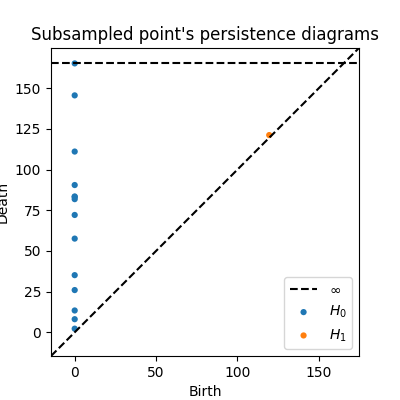 Subsampled point's persistence diagrams
150
125
100
75
50
25
0
Death
0 50 100 150
Birth
∞
H₀
H₁